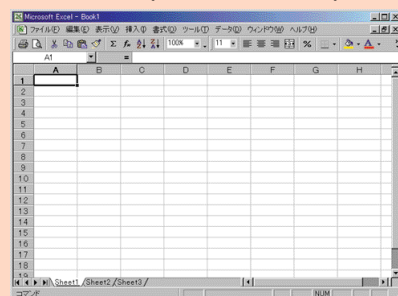 Microsoft Excel - Book1
ファイル(F) 編集(E) 表示(V) 挿入(I) 書式(O) ツール(T) データ(D) ウィンドウ(W) ヘルプ(H)
100% 11 %
A1 =
A B C D E F G H
1
2
3
4
5
6
7
8
9
10
11
12
13
14
15
16
17
18
19
Sheet1 Sheet2 Sheet3
コマンド NUM